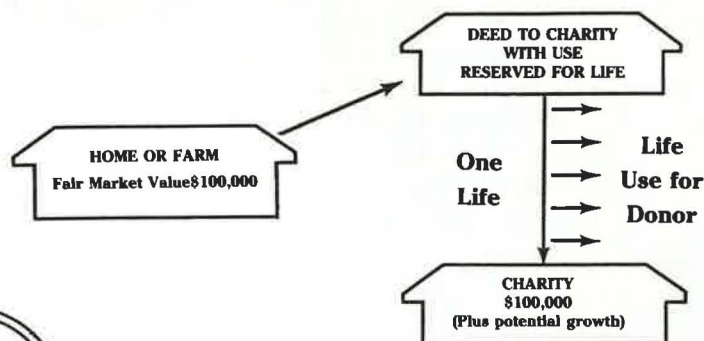 DEED TO CHARITY
WITH USE
RESERVED FOR LIFE
HOME OR FARM
Fair Market Value$100,000
One
Life
Life
Use for
Donor
CHARITY
$100,000
(Plus potential growth)